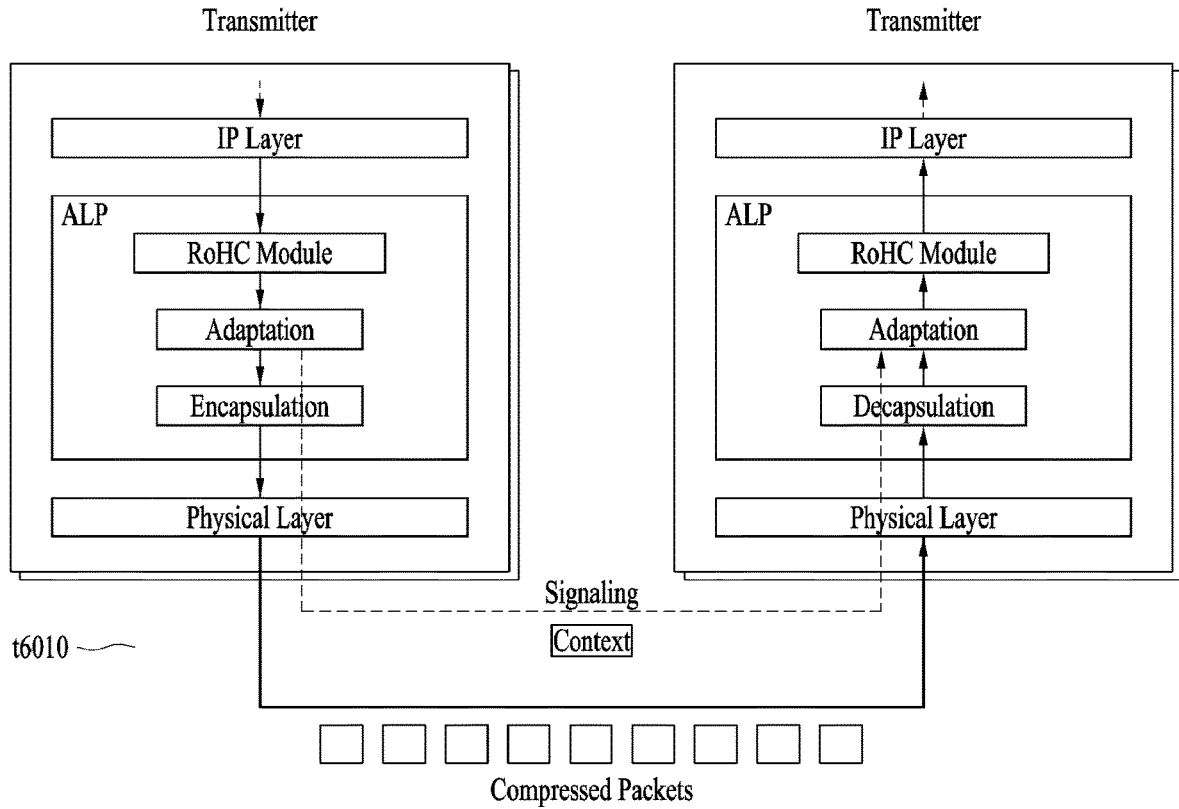 Transmitter
IP Layer
ALP
RoHC Module
Adaptation
Encapsulation
Physical Layer
Transmitter
IP Layer
ALP
RoHC Module
Adaptation
Decapsulation
Physical Layer
Signaling
Context
t6010
Compressed Packets